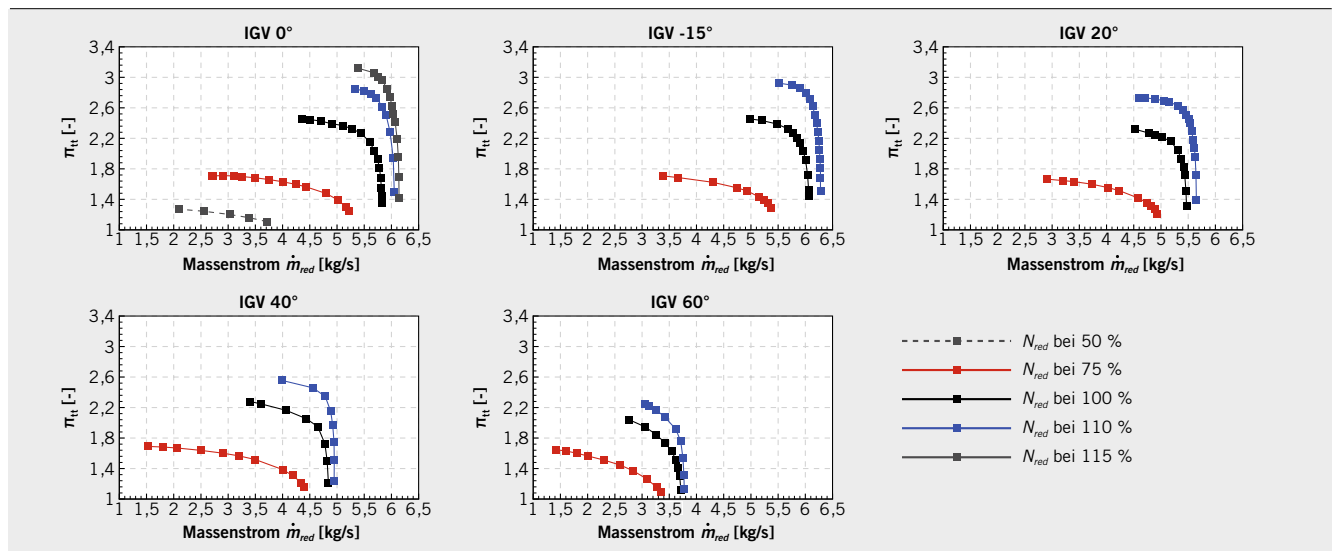 IGV 0°
3,4
3
2,6
2,2
1,8
1,4
1
π_tt [-]
1 1,5 2 2,5 3 3,5 4 4,5 5 5,5 6 6,5
Massenstrom ṁ_red [kg/s]
IGV -15°
3,4
3
2,6
2,2
1,8
1,4
1
π_tt [-]
1 1,5 2 2,5 3 3,5 4 4,5 5 5,5 6 6,5
Massenstrom ṁ_red [kg/s]
IGV 20°
3,4
3
2,6
2,2
1,8
1,4
1
π_tt [-]
1 1,5 2 2,5 3 3,5 4 4,5 5 5,5 6 6,5
Massenstrom ṁ_red [kg/s]
IGV 40°
3,4
3
2,6
2,2
1,8
1,4
1
π_tt [-]
1 1,5 2 2,5 3 3,5 4 4,5 5 5,5 6 6,5
Massenstrom ṁ_red [kg/s]
IGV 60°
3,4
3
2,6
2,2
1,8
1,4
1
π_tt [-]
1 1,5 2 2,5 3 3,5 4 4,5 5 5,5 6 6,5
Massenstrom ṁ_red [kg/s]
N_red bei 50 %
N_red bei 75 %
N_red bei 100 %
N_red bei 110 %
N_red bei 115 %